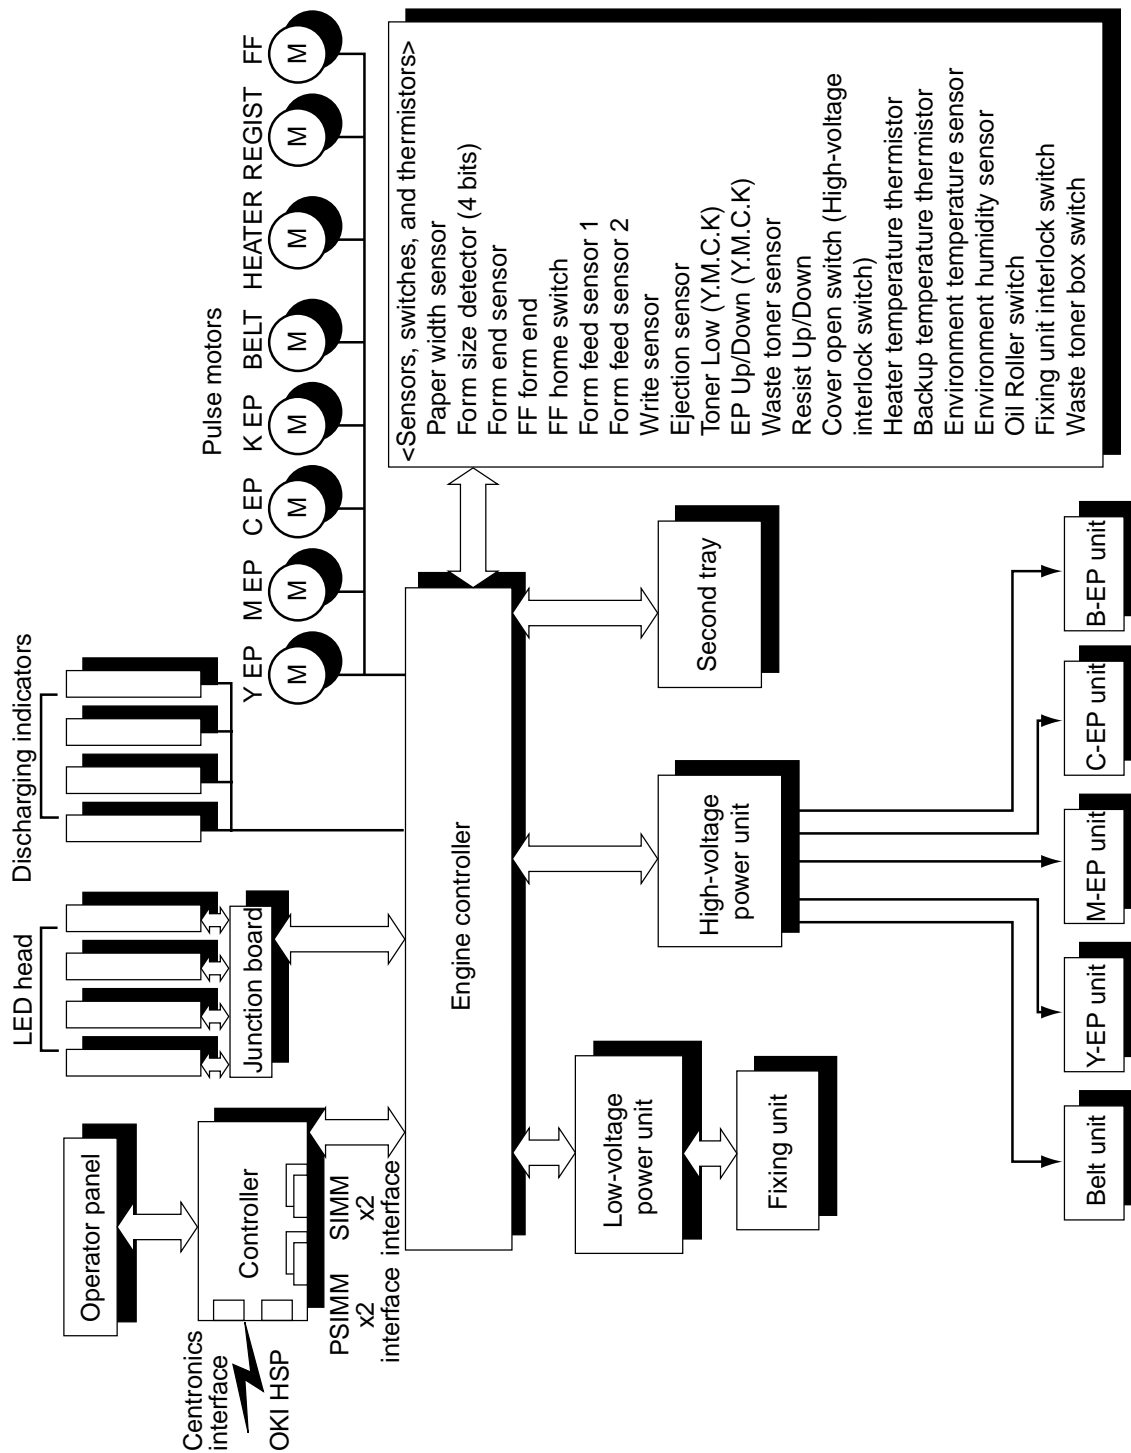 Operator panel
LED head
Discharging indicators
Pulse motors
Y EP
M EP
C EP
K EP
BELT
HEATER
REGIST
FF
M
M
M
M
M
M
M
M
Centronics
interface
OKI HSP
Controller
PSIMM
x2
interface
SIMM
x2
interface
Junction board
Engine controller
<Sensors, switches, and thermistors>
Paper width sensor
Form size detector (4 bits)
Form end sensor
FF form end
FF home switch
Form feed sensor 1
Form feed sensor 2
Write sensor
Ejection sensor
Toner Low (Y.M.C.K)
EP Up/Down (Y.M.C.K)
Waste toner sensor
Resist Up/Down
Cover open switch (High-voltage
interlock switch)
Heater temperature thermistor
Backup temperature thermistor
Environment temperature sensor
Environment humidity sensor
Oil Roller switch
Fixing unit interlock switch
Waste toner box switch
Low-voltage
power unit
High-voltage
power unit
Second tray
Fixing unit
Belt unit
Y-EP unit
M-EP unit
C-EP unit
B-EP unit